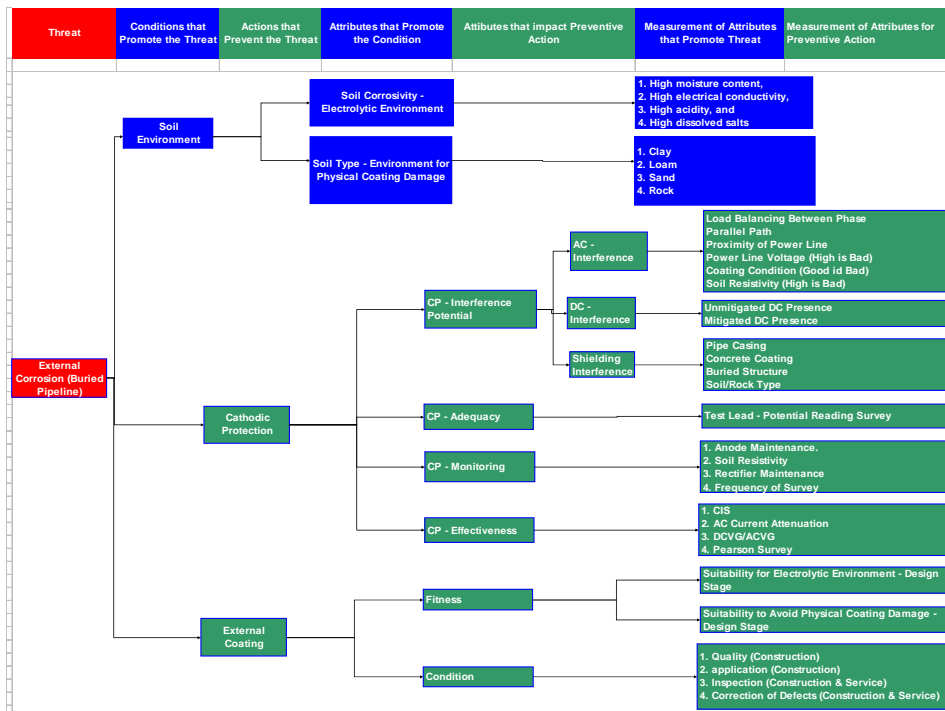 Threat
Conditions that
Promote the Threat
Actions that
Prevent the Threat
Attributes that Promote
the Condition
Attibutes that impact Preventive
Action
Measurement of Attributes
that Promote Threat
Measurement of Attributes for
Preventive Action
Soil
Environment
Soil Corrosivity -
Electrolytic Environment
1. High moisture content,
2. High electrical conductivity,
3. High acidity, and
4. High dissolved salts
Soil Type - Environment for
Physical Coating Damage
1. Clay
2. Loam
3. Sand
4. Rock
External
Corrosion (Buried
Pipeline)
Cathodic
Protection
CP - Interference
Potential
AC -
Interference
Load Balancing Between Phase
Parallel Path
Proximity of Power Line
Power Line Voltage (High is Bad)
Coating Condition (Good id Bad)
Soil Resistivity (High is Bad)
DC -
Interference
Unmitigated DC Presence
Mitigated DC Presence
Shielding
Interference
Pipe Casing
Concrete Coating
Buried Structure
Soil/Rock Type
CP - Adequacy
Test Lead - Potential Reading Survey
CP - Monitoring
1. Anode Maintenance.
2. Soil Resistivity
3. Rectifier Maintenance
4. Frequency of Survey
CP - Effectiveness
1. CIS
2. AC Current Attenuation
3. DCVG/ACVG
4. Pearson Survey
External
Coating
Fitness
Suitability for Electrolytic Environment - Design
Stage
Suitability to Avoid Physical Coating Damage -
Design Stage
Condition
1. Quality (Construction)
2. application (Construction)
3. Inspection (Construction & Service)
4. Correction of Defects (Construction & Service)